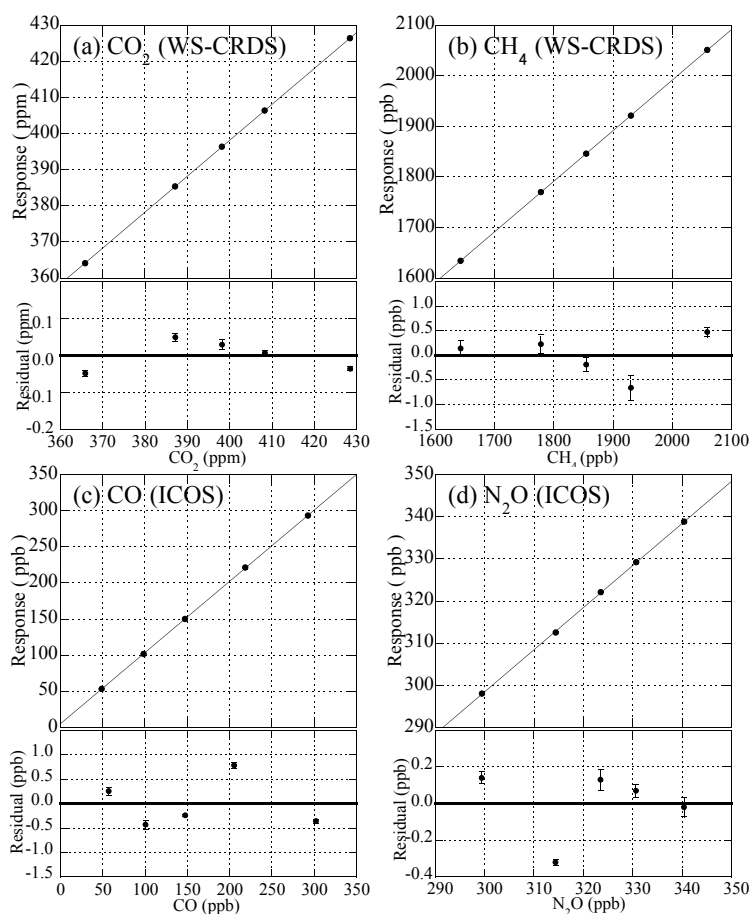 (a) CO2 (WS-CRDS)
Response ( ppm )
430
420
410
400
390
380
370
360
Residual (ppm)
0.1
0.0
-0.1
-0.2
360 370 380 390 400 410 420 430
CO2 (ppm)
(b) CH4 (WS-CRDS)
Response ( ppb )
2100
2000
1900
1800
1700
1600
Residual (ppb)
1.0
0.5
0.0
-0.5
-1.0
-1.5
1600 1700 1800 1900 2000 2100
CH4 (ppb)
(c) CO (ICOS)
Response ( ppb )
350
300
250
200
150
100
50
0
Residual (ppb)
1.0
0.5
0.0
-0.5
-1.0
-1.5
0 50 100 150 200 250 300 350
CO (ppb)
(d) N2O (ICOS)
Response ( ppb )
350
340
330
320
310
300
290
Residual (ppb)
0.2
0.0
-0.2
-0.4
290 300 310 320 330 340 350
N2O (ppb)